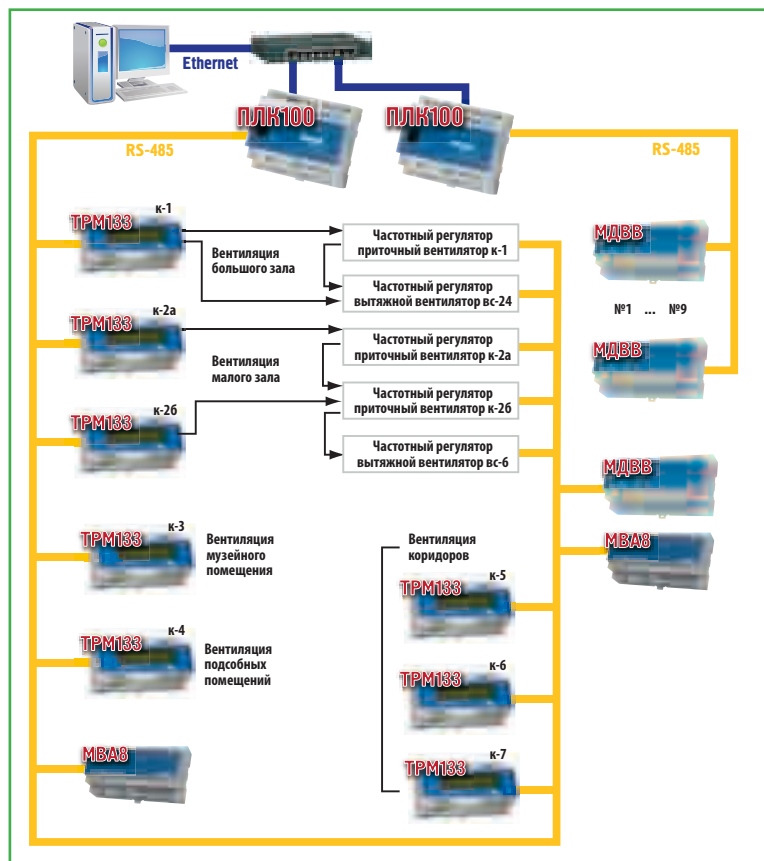 Ethernet
ПЛК100
ПЛК100
RS-485
RS-485
к-1
ТРМ133
Вентиляция
большого зала
Частотный регулятор
приточный вентилятор к-1
Частотный регулятор
вытяжной вентилятор вс-24
МДВВ
№1 ... №9
МДВВ
к-2а
ТРМ133
Вентиляция
малого зала
Частотный регулятор
приточный вентилятор к-2а
к-2б
ТРМ133
Частотный регулятор
приточный вентилятор к-2б
Частотный регулятор
вытяжной вентилятор вс-6
МДВВ
МВА8
к-3
ТРМ133
Вентиляция
музейного
помещения
Вентиляция
коридоров
к-5
ТРМ133
к-4
ТРМ133
Вентиляция
подсобных
помещений
к-6
ТРМ133
МВА8
к-7
ТРМ133